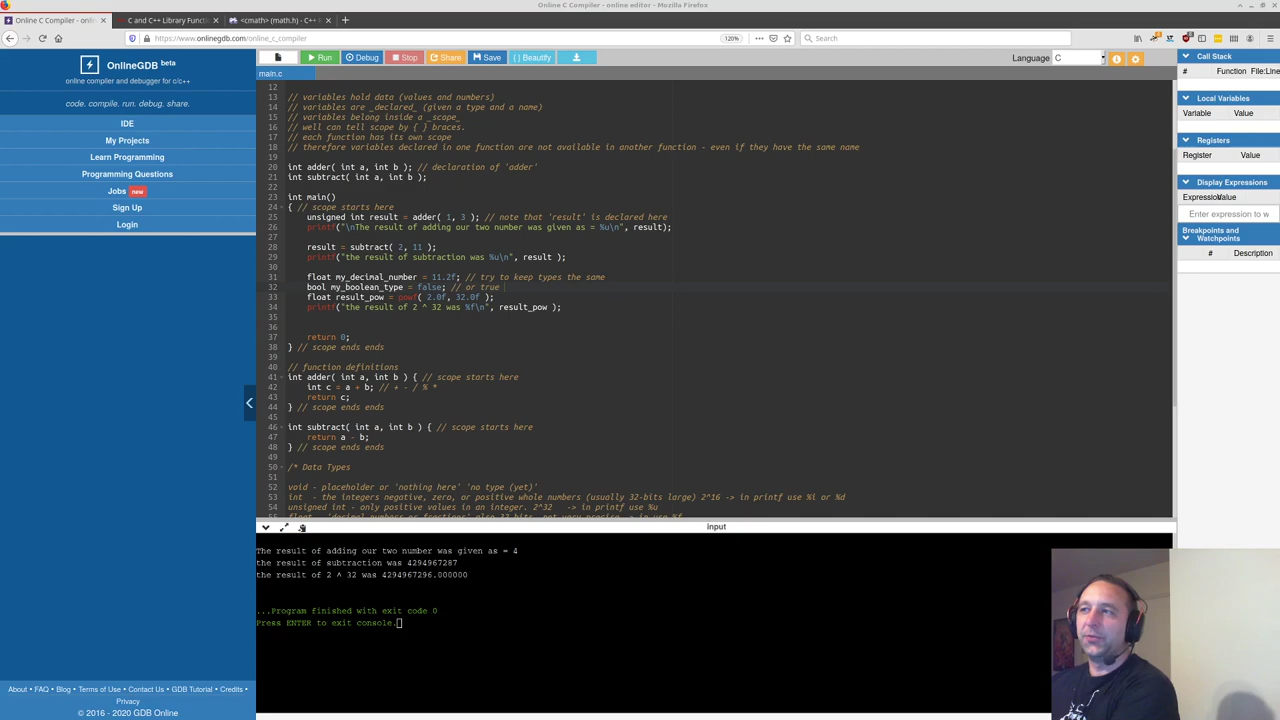 Online C Compiler - online editor - Mozilla Firefox
Online C Compiler - onlin
C and C++ Library Functi
<cmath> (math.h) - C++ R
https://www.onlinegdb.com/online_c_compiler
120%
Search
OnlineGDB beta
online compiler and debugger for c/c++
code. compile. run. debug. share.
IDE
My Projects
Learn Programming
Programming Questions
Jobs new
Sign Up
Login
About • FAQ • Blog • Terms of Use • Contact Us • GDB Tutorial • Credits •
Privacy
© 2016 - 2020 GDB Online
Run Debug Stop Share Save { } Beautify
Language C
main.c
12
13 // variables hold data (values and numbers)
14 // variables are _declared_ (given a type and a name)
15 // variables belong inside a _scope_
16 // well can tell scope by { } braces.
17 // each function has its own scope
18 // therefore variables declared in one function are not available in another function - even if they have the same name
19
20 int adder( int a, int b ); // declaration of 'adder'
21 int subtract( int a, int b );
22
23 int main()
24 { // scope starts here
25 unsigned int result = adder( 1, 3 ); // note that 'result' is declared here
26 printf("\nThe result of adding our two number was given as = %u\n", result);
27
28 result = subtract( 2, 11 );
29 printf("the result of subtraction was %u\n", result );
30
31 float my_decimal_number = 11.2f; // try to keep types the same
32 bool my_boolean_type = false; // or true
33 float result_pow = powf( 2.0f, 32.0f );
34 printf("the result of 2 ^ 32 was %f\n", result_pow );
35
36
37 return 0;
38 } // scope ends ends
39
40 // function definitions
41 int adder( int a, int b ) { // scope starts here
42 int c = a + b; // + - / % *
43 return c;
44 } // scope ends ends
45
46 int subtract( int a, int b ) { // scope starts here
47 return a - b;
48 } // scope ends ends
49
50 /* Data Types
51
52 void - placeholder or 'nothing here' 'no type (yet)'
53 int - the integers negative, zero, or positive whole numbers (usually 32-bits large) 2^16 -> in printf use %i or %d
54 unsigned int - only positive values in an integer. 2^32 -> in printf use %u
input
The result of adding our two number was given as = 4
the result of subtraction was 4294967287
the result of 2 ^ 32 was 4294967296.000000
...Program finished with exit code 0
Press ENTER to exit console.
Call Stack
# Function File:Line
Local Variables
Variable Value
Registers
Register Value
Display Expressions
Expression Value
Enter expression to w
Breakpoints and
Watchpoints
# Description